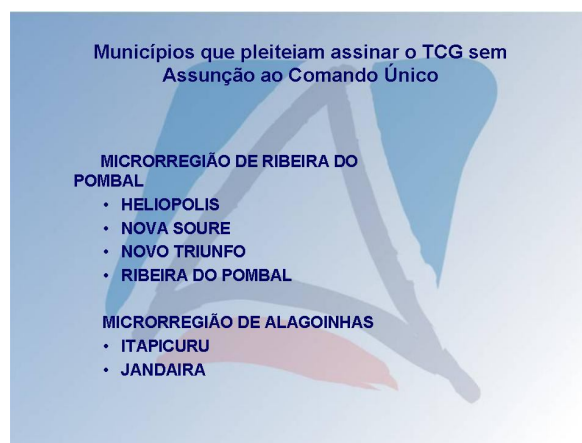 Municípios que pleiteiam assinar o TCG sem
Assunção ao Comando Único
MICRORREGIÃO DE RIBEIRA DO
POMBAL
• HELIOPOLIS
• NOVA SOURE
• NOVO TRIUNFO
• RIBEIRA DO POMBAL
MICRORREGIÃO DE ALAGOINHAS
• ITAPICURU
• JANDAIRA